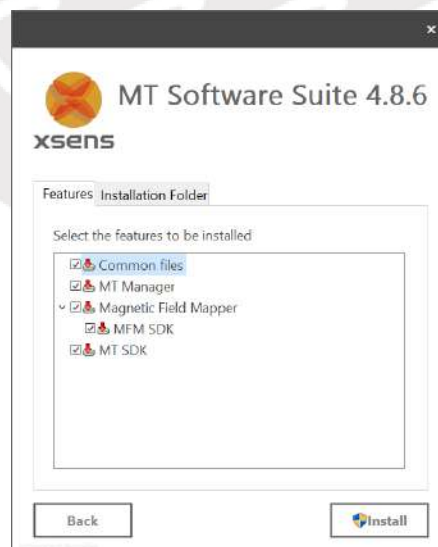 MT Software Suite 4.8.6
xsens
Features Installation Folder
Select the features to be installed
Common files
MT Manager
Magnetic Field Mapper
MFM SDK
MT SDK
Back Install